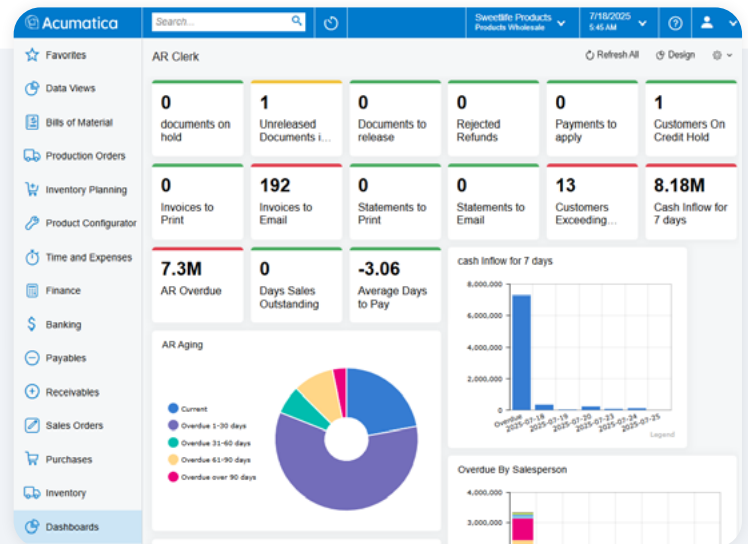 Acumatica
Search...
Sweetlife Products
Products Wholesale
7/18/2025
5:45 AM
Favorites
Data Views
Bills of Material
Production Orders
Inventory Planning
Product Configurator
Time and Expenses
Finance
Banking
Payables
Receivables
Sales Orders
Purchases
Inventory
Dashboards
AR Clerk
Refresh All
Design
0
documents on
hold
1
Unreleased
Documents i...
0
Documents to
release
0
Rejected
Refunds
0
Payments to
apply
1
Customers On
Credit Hold
0
Invoices to
Print
192
Invoices to
Email
0
Statements to
Print
0
Statements to
Email
13
Customers
Exceeding...
8.18M
Cash Inflow for
7 days
7.3M
AR Overdue
0
Days Sales
Outstanding
-3.06
Average Days
to Pay
cash Inflow for 7 days
8,000,000
6,000,000
4,000,000
2,000,000
0
Overdue
2025-07-18
2025-07-19
2025-07-20
2025-07-23
2025-07-24
2025-07-25
Legend
AR Aging
Current
Overdue 1-30 days
Overdue 31-60 days
Overdue 61-90 days
Overdue over 90 days
Overdue By Salesperson
4,000,000
3,000,000